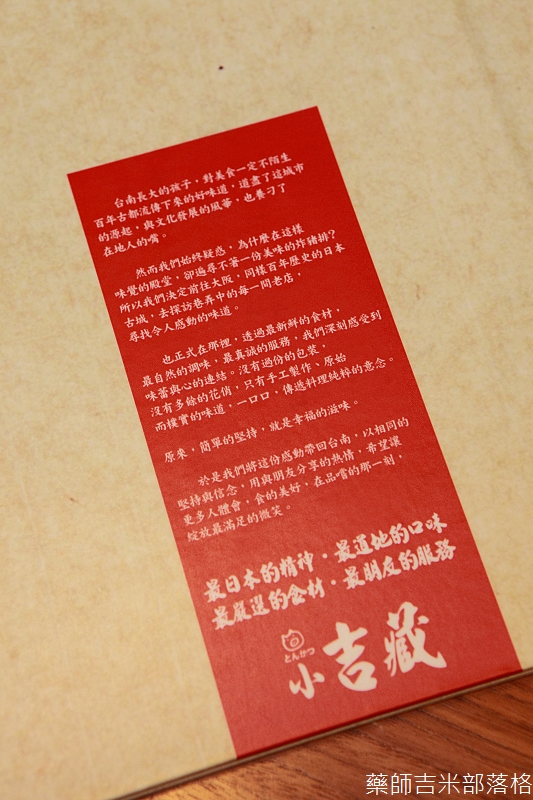 台南長大的孩子，對美食一定不陌生
百年古都流傳下來的好味道，道盡了這城市
的源起，與文化發展的風華，也養刁了
在地人的嘴。
然而我們始終疑惑，為什麼在這樣
味覺的殿堂，卻遍尋不著一份美味的炸豬排？
所以我們決定前往大阪，同樣百年歷史的日本
古城，去探訪巷弄中的每一間老店，
尋找令人感動的味道。
也正式在那裡，透過最新鮮的食材，
最自然的調味，最真誠的服務，我們深刻感受到
味蕾與心的連結。沒有過份的包裝，
沒有多餘的花俏，只有手工製作、原始
而樸實的味道，一口口，傳遞料理純粹的意念。
原來，簡單的堅持，就是幸福的滋味。
於是我們將這份感動帶回台南，以相同的
堅持與信念，用與朋友分享的熱情，希望讓
更多人體會，食的美好，在品嚐的那一刻，
綻放最滿足的微笑。
最日本的精神・最道地的口味
最嚴選的食材・最朋友的服務
とんかつ
小吉藏
藥師吉米部落格